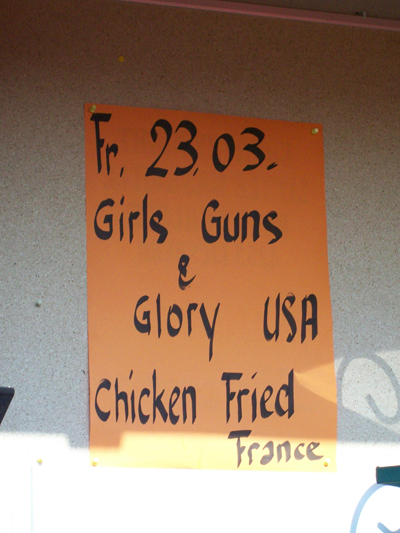 Fr. 23.03.
Girls Guns
&
Glory USA
Chicken Fried
France